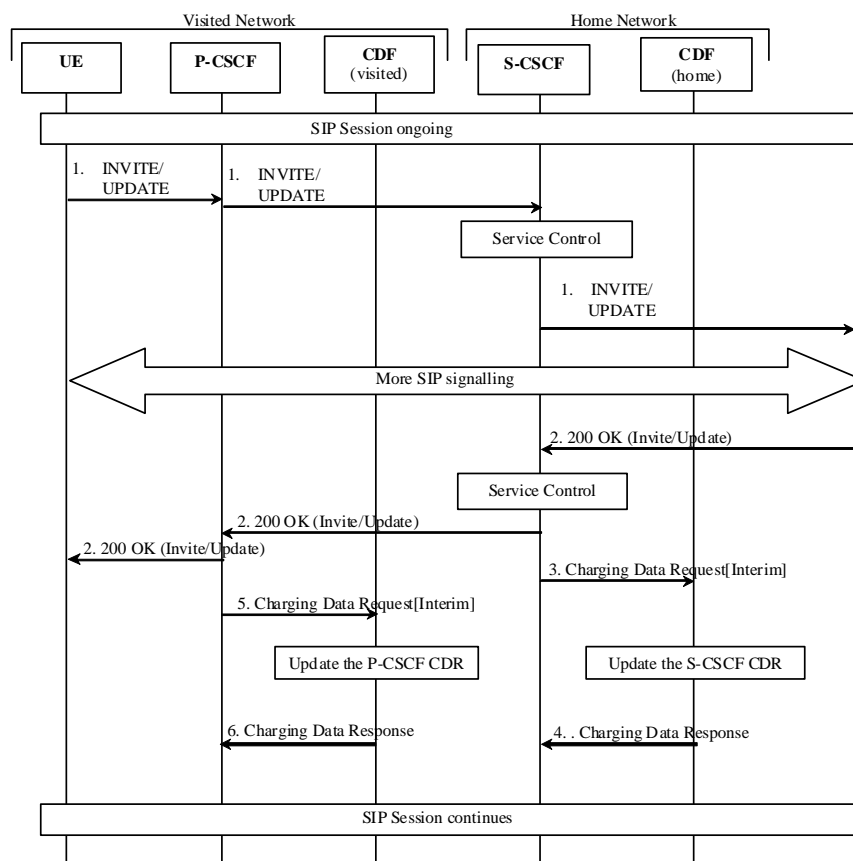 Visited Network
Home Network
UE
P-CSCF
CDF
(visited)
S-CSCF
CDF
(home)
SIP Session ongoing
1. INVITE/
UPDATE
1. INVITE/
UPDATE
Service Control
1. INVITE/
UPDATE
More SIP signalling
2. 200 OK (Invite/Update)
Service Control
2. 200 OK (Invite/Update)
2. 200 OK (Invite/Update)
3. Charging Data Request[Interim]
5. Charging Data Request[Interim]
Update the P-CSCF CDR
Update the S-CSCF CDR
6. Charging Data Response
4. . Charging Data Response
SIP Session continues